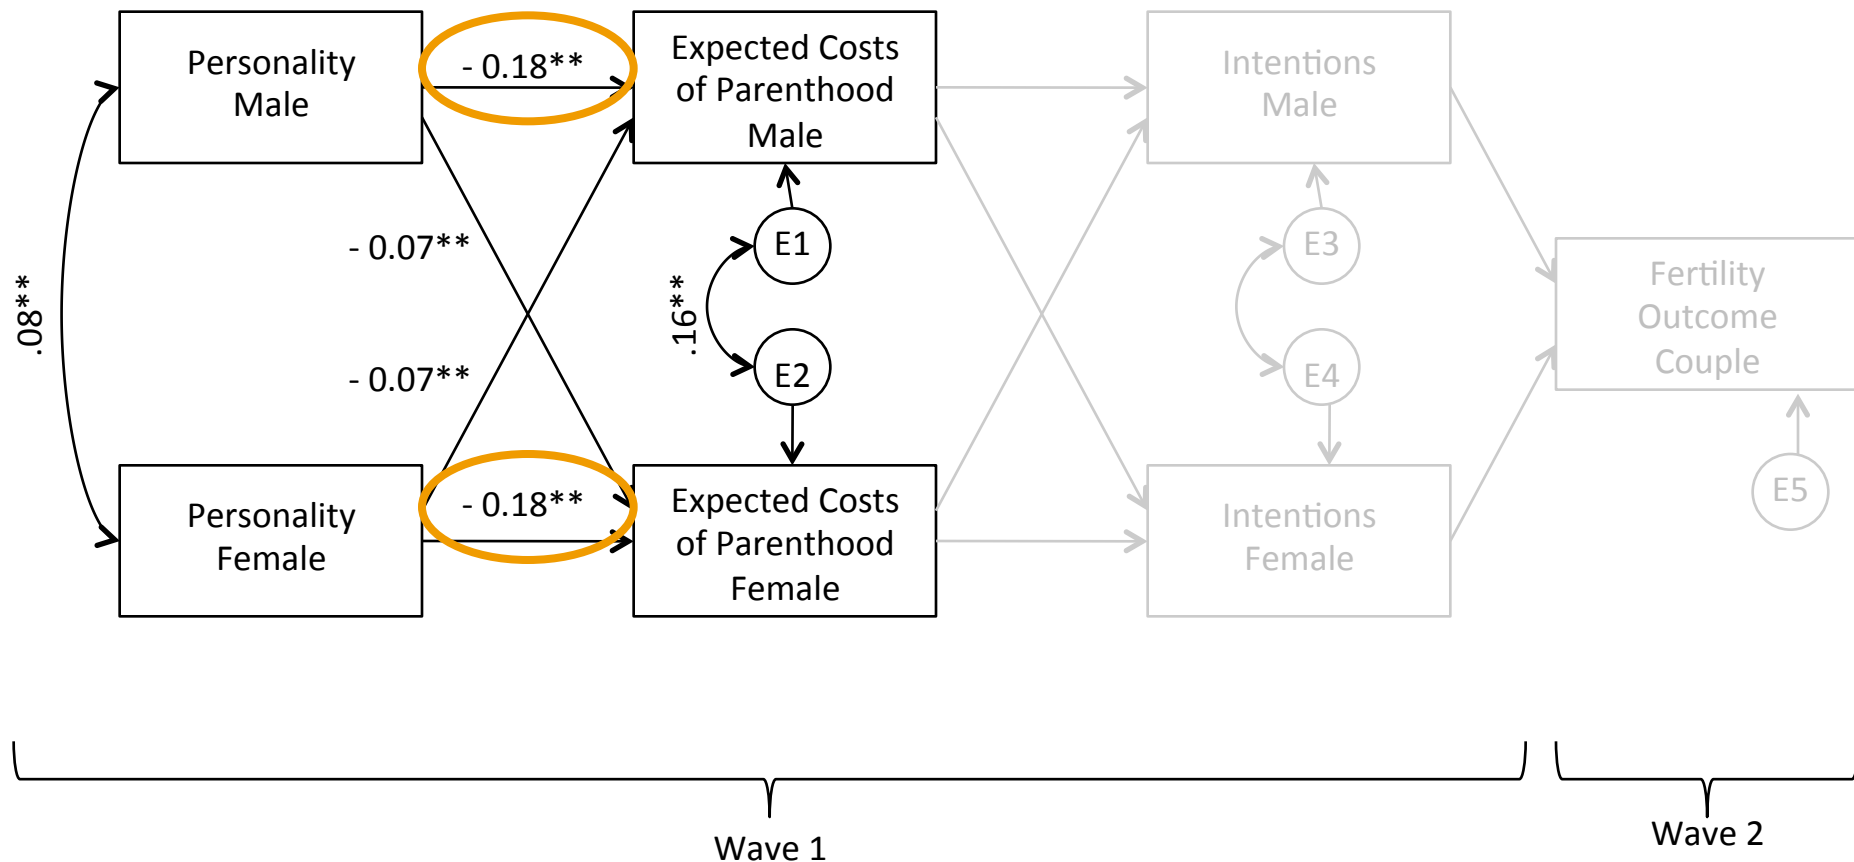 Personality
Male
- 0.18**
Expected Costs
of Parenthood
Male
Intentions
Male
- 0.07**
E1
E3
.08**
.16**
Fertility
Outcome
Couple
- 0.07**
E2
E4
Personality
Female
- 0.18**
Expected Costs
of Parenthood
Female
Intentions
Female
E5
Wave 1
Wave 2